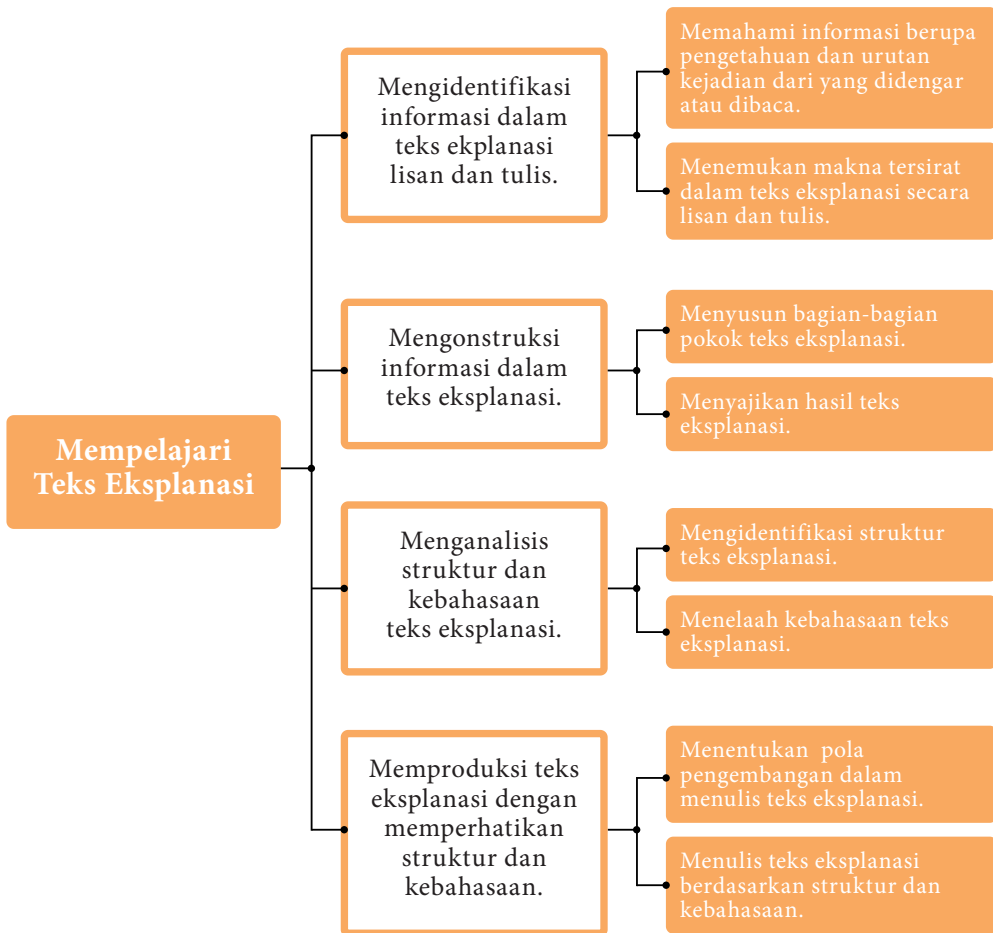 Mempelajari
Teks Eksplanasi
Mengidentifikasi
informasi dalam
teks ekplanasi
lisan dan tulis.
Memahami informasi berupa
pengetahuan dan urutan
kejadian dari yang didengar
atau dibaca.
Menemukan makna tersirat
dalam teks eksplanasi secara
lisan dan tulis.
Mengonstruksi
informasi dalam
teks eksplanasi.
Menyusun bagian-bagian
pokok teks eksplanasi.
Menyajikan hasil teks
eksplanasi.
Menganalisis
struktur dan
kebahasaan
teks eksplanasi.
Mengidentifikasi struktur
teks eksplanasi.
Menelaah kebahasaan teks
eksplanasi.
Memproduksi teks
eksplanasi dengan
memperhatikan
struktur dan
kebahasaan.
Menentukan pola
pengembangan dalam
menulis teks eksplanasi.
Menulis teks eksplanasi
berdasarkan struktur dan
kebahasaan.